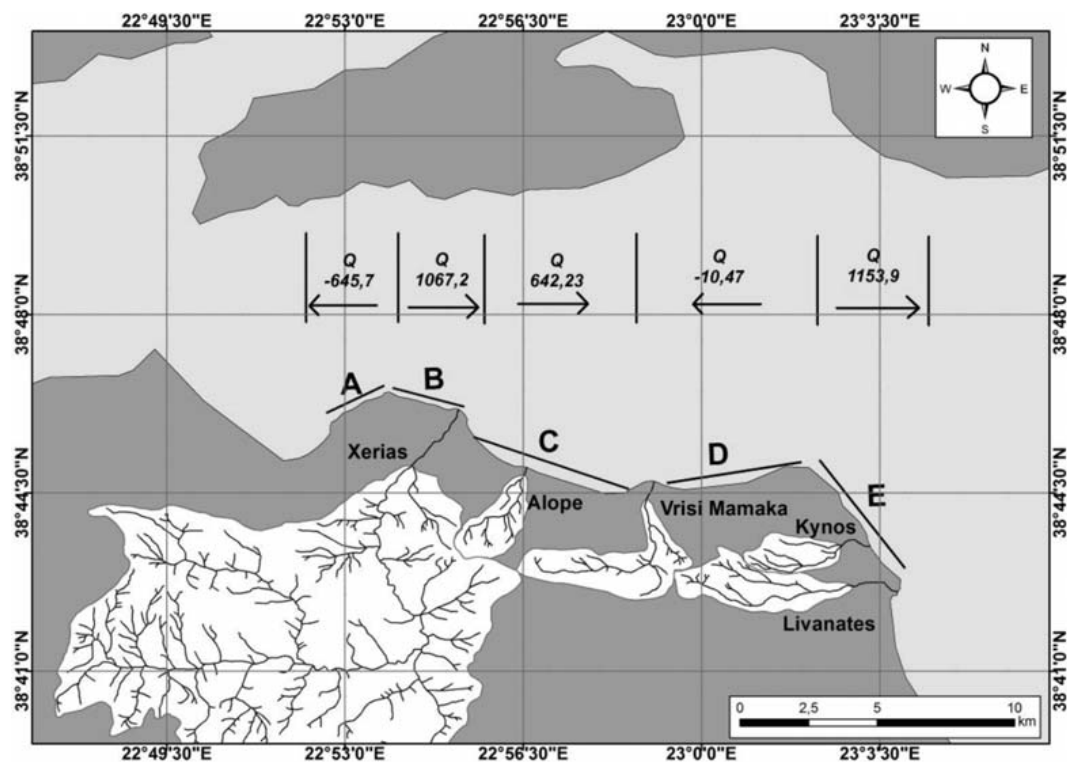 22°49'30"E 22°53'0"E 22°56'30"E 23°0'0"E 23°3'30"E
N
W E
S
38°51'30"N 38°51'30"N
Q Q Q Q Q
-645,7 1067,2 642,23 -10,47 1153,9
38°48'0"N 38°48'0"N
A B
C
D
E
Xerias
Alope
Vrisi Mamaka
Kynos
38°44'30"N 38°44'30"N
Livanates
38°41'0"N 38°41'0"N
0 2,5 5 10
km
22°49'30"E 22°53'0"E 22°56'30"E 23°0'0"E 23°3'30"E